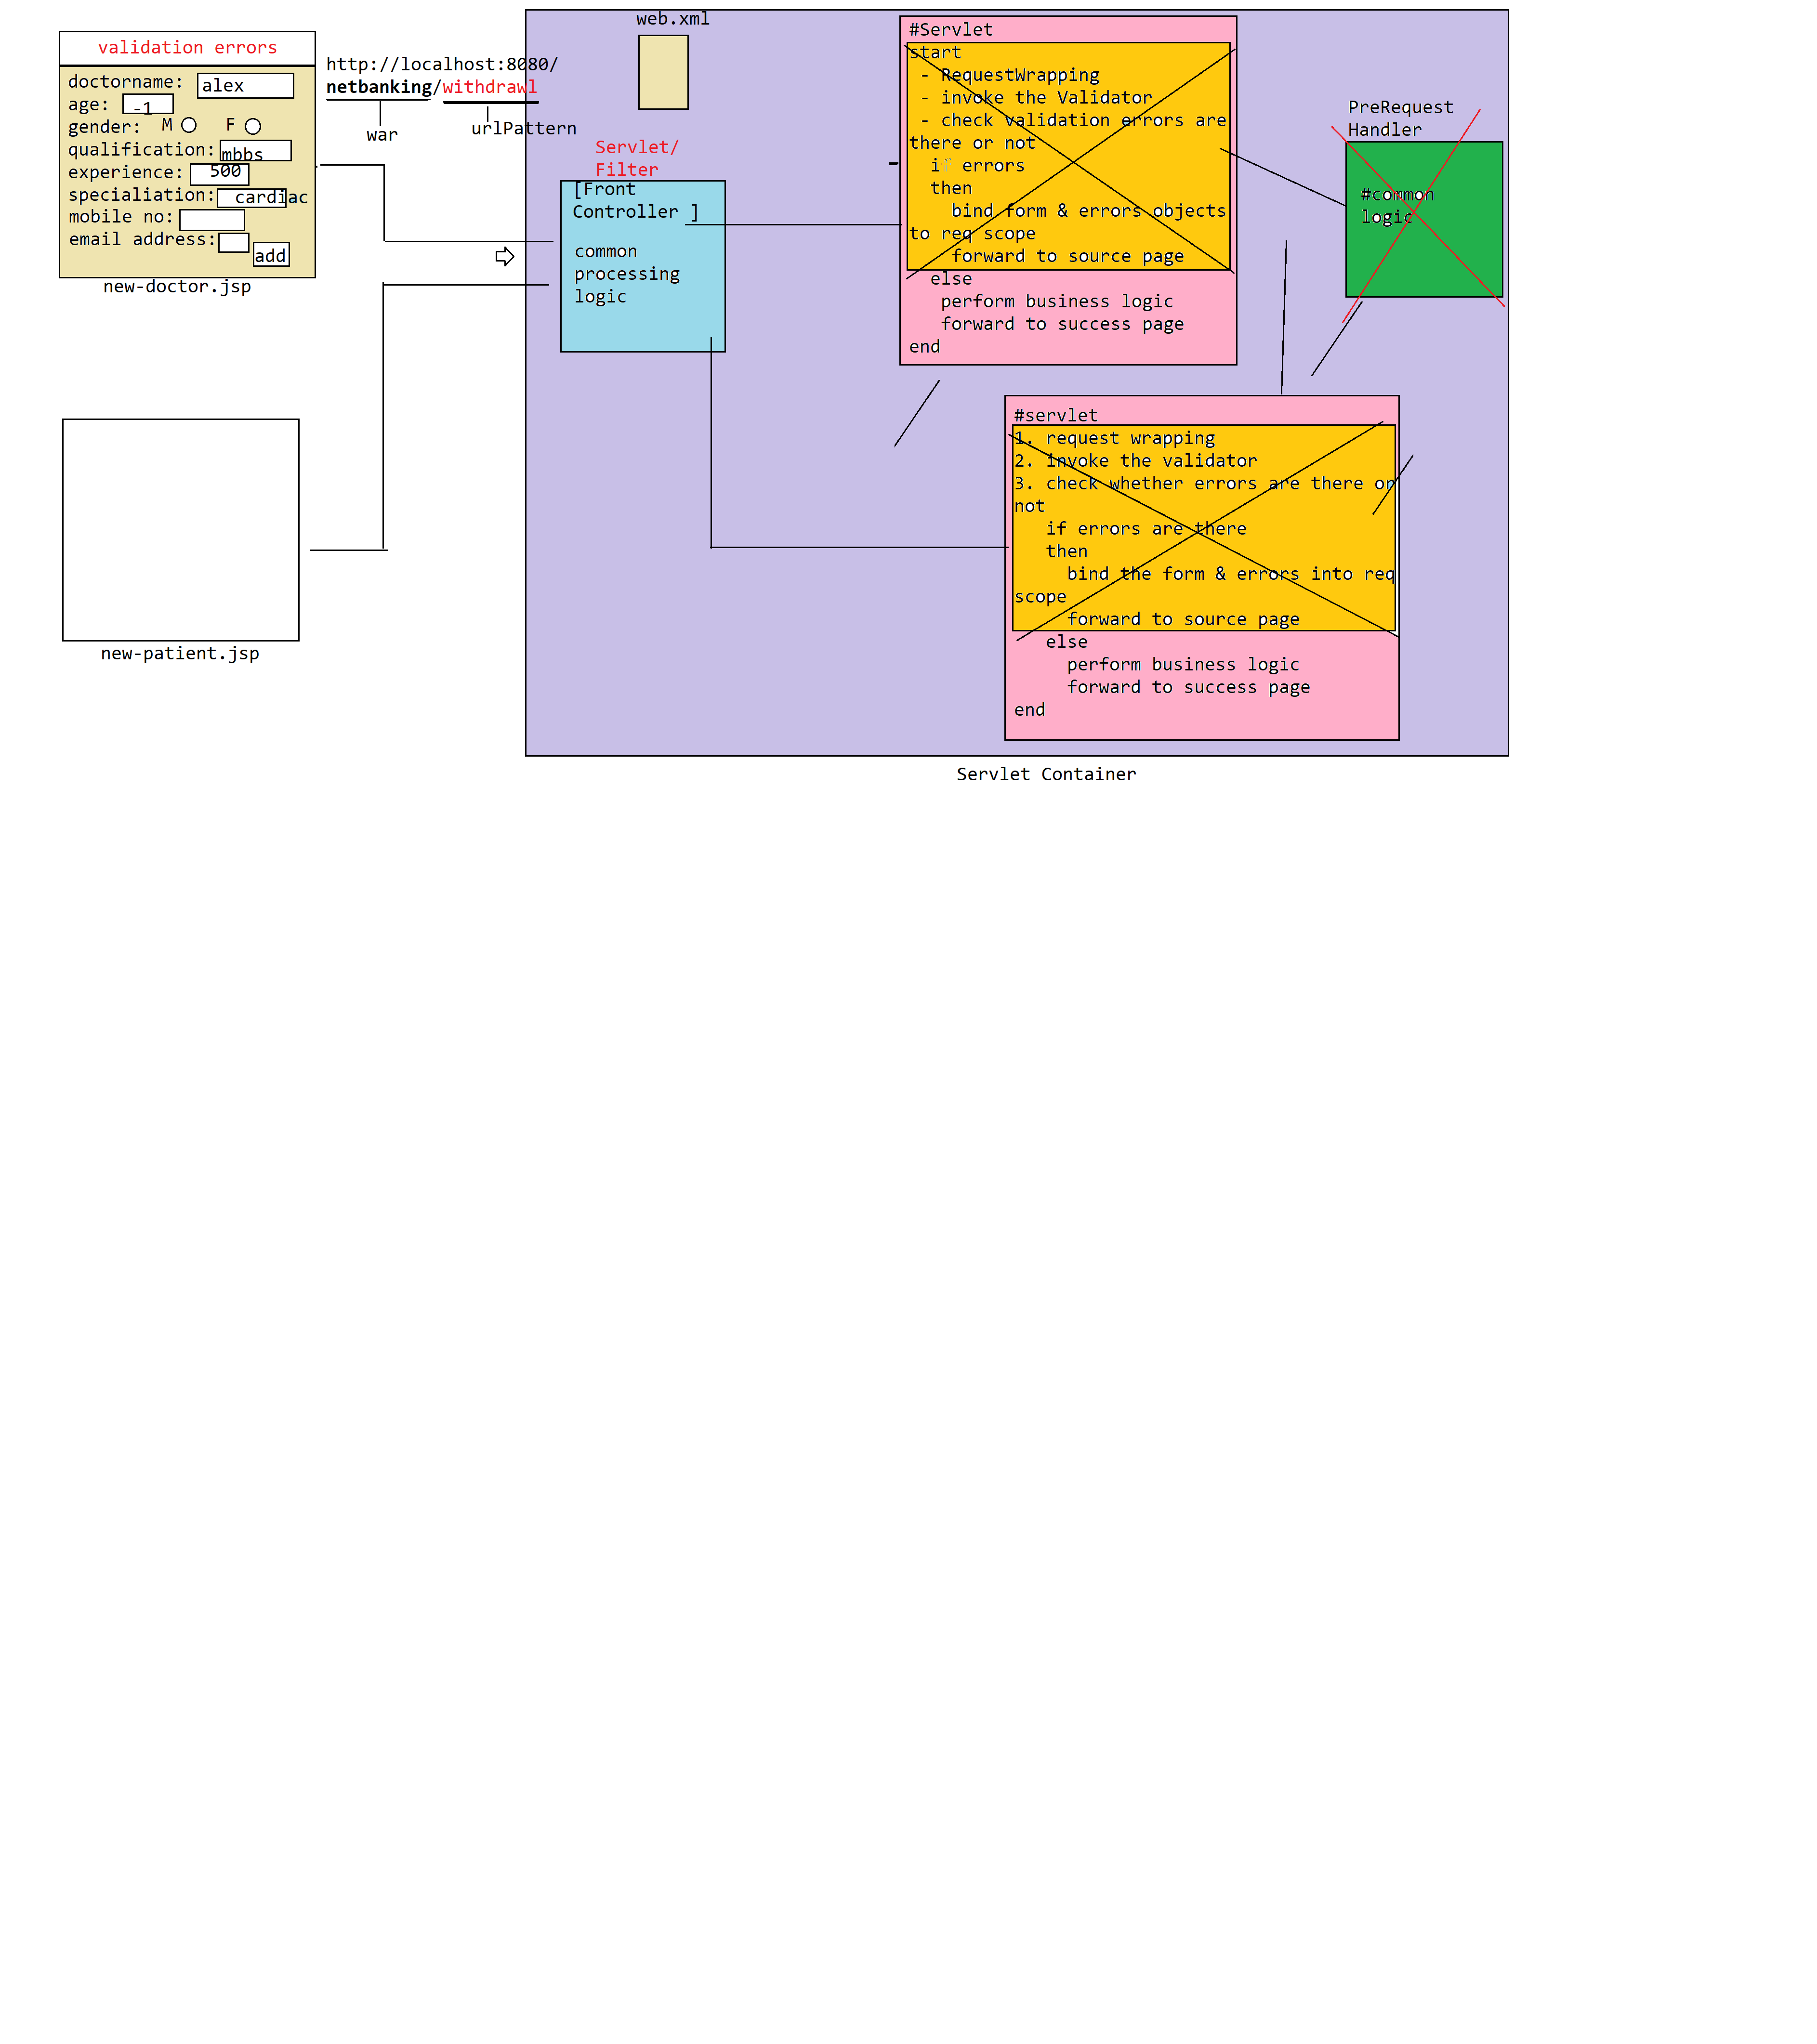 validation errors
doctorname: alex
age: -1
gender: M F
qualification: mbbs
experience: 500
specialiation: cardiac
mobile no:
email address:
add
new-doctor.jsp
http://localhost:8080/
netbanking/withdrawl
war
urlPattern
new-patient.jsp
web.xml
Servlet/
Filter
[Front
Controller ]
common
processing
logic
#Servlet
start
- RequestWrapping
- invoke the Validator
- check validation errors are
there or not
if errors
then
bind form & errors objects
to req scope
forward to source page
else
perform business logic
forward to success page
end
PreRequest
Handler
#common
logic
#servlet
1. request wrapping
2. invoke the validator
3. check whether errors are there or
not
if errors are there
then
bind the form & errors into req
scope
forward to source page
else
perform business logic
forward to success page
end
Servlet Container